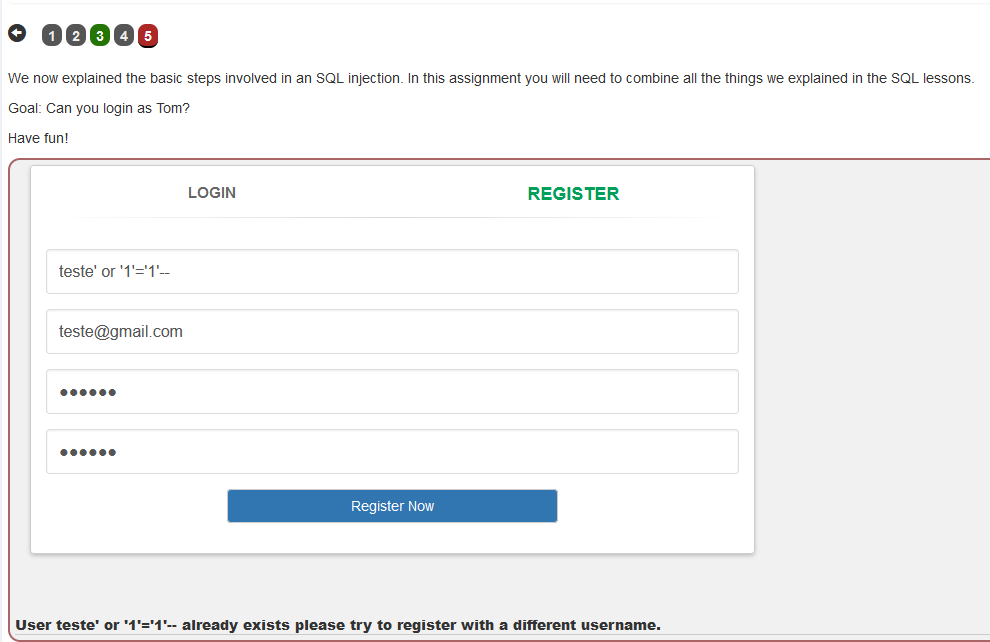 1 2 3 4 5
We now explained the basic steps involved in an SQL injection. In this assignment you will need to combine all the things we explained in the SQL lessons.
Goal: Can you login as Tom?
Have fun!
LOGIN REGISTER
teste' or '1'='1'--
teste@gmail.com
••••••
••••••
Register Now
User teste' or '1'='1'-- already exists please try to register with a different username.